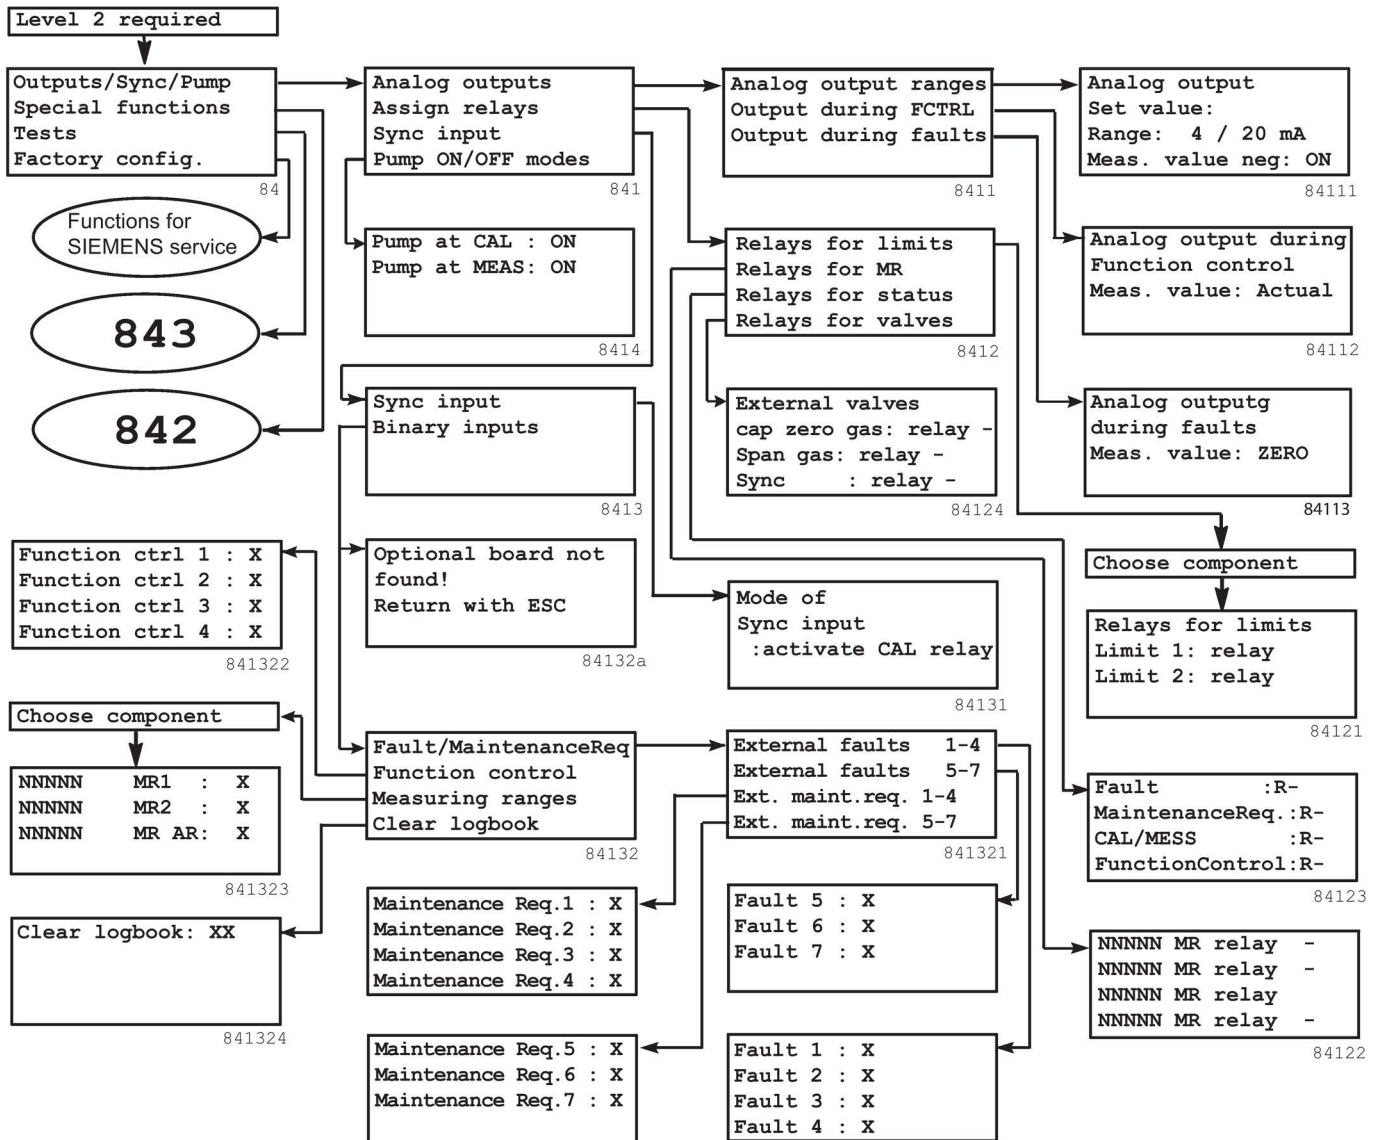 Level 2 required
Outputs/Sync/Pump
Special functions
Tests
Factory config.
84
Functions for
SIEMENS service
843
842
Analog outputs
Assign relays
Sync input
Pump ON/OFF modes
841
Pump at CAL : ON
Pump at MEAS: ON
8414
Analog output ranges
Output during FCTRL
Output during faults
8411
Analog output
Set value:
Range: 4 / 20 mA
Meas. value neg: ON
84111
Relays for limits
Relays for MR
Relays for status
Relays for valves
8412
Analog output during
Function control
Meas. value: Actual
84112
Sync input
Binary inputs
8413
External valves
cap zero gas: relay -
Span gas: relay -
Sync : relay -
84124
Analog outputg
during faults
Meas. value: ZERO
84113
Function ctrl 1 : X
Function ctrl 2 : X
Function ctrl 3 : X
Function ctrl 4 : X
841322
Optional board not
found!
Return with ESC
84132a
Mode of
Sync input
:activate CAL relay
84131
Choose component
Relays for limits
Limit 1: relay
Limit 2: relay
84121
Choose component
NNNNN MR1 : X
NNNNN MR2 : X
NNNNN MR AR: X
841323
Fault/MaintenanceReq
Function control
Measuring ranges
Clear logbook
84132
External faults 1-4
External faults 5-7
Ext. maint.req. 1-4
Ext. maint.req. 5-7
841321
Fault :R-
MaintenanceReq.:R-
CAL/MESS :R-
FunctionControl:R-
84123
Clear logbook: XX
841324
Maintenance Req.1 : X
Maintenance Req.2 : X
Maintenance Req.3 : X
Maintenance Req.4 : X
Fault 5 : X
Fault 6 : X
Fault 7 : X
NNNNN MR relay -
NNNNN MR relay -
NNNNN MR relay
NNNNN MR relay -
84122
Maintenance Req.5 : X
Maintenance Req.6 : X
Maintenance Req.7 : X
Fault 1 : X
Fault 2 : X
Fault 3 : X
Fault 4 : X